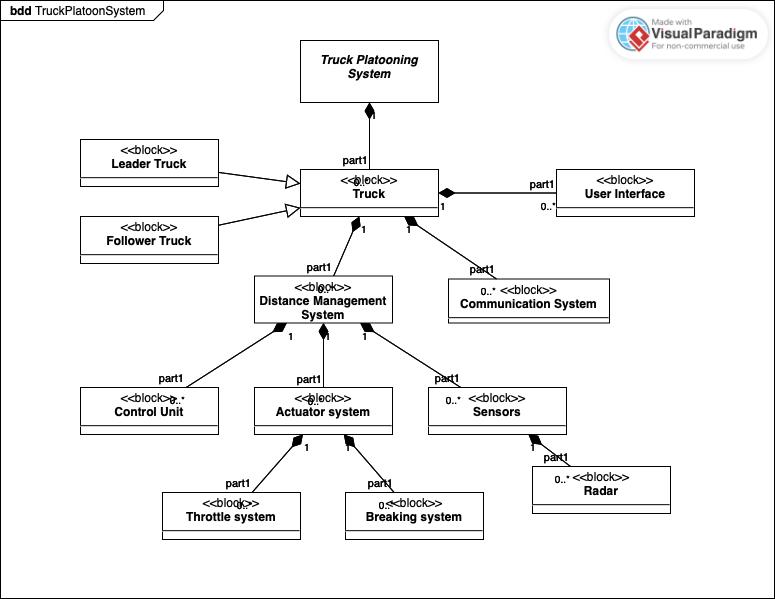 bdd TruckPlatoonSystem
Made with
VisualParadigm
For non-commercial use
Truck Platooning
System
1
part1
0..*
<<block>>
Leader Truck
<<block>>
Truck
part1
<<block>>
User Interface
1
0..*
<<block>>
Follower Truck
1
1
part1
0..*
<<block>>
Distance Management
System
part1
0..*
<<block>>
Communication System
1
1
1
part1
<<block>>
0..*
Control Unit
part1
<<block>>
0..*
Actuator system
part1
0..*
<<block>>
Sensors
1
1
1
part1
<<block>>
0..*
Throttle system
part1
0..*
<<block>>
Breaking system
part1
0..*
<<block>>
Radar